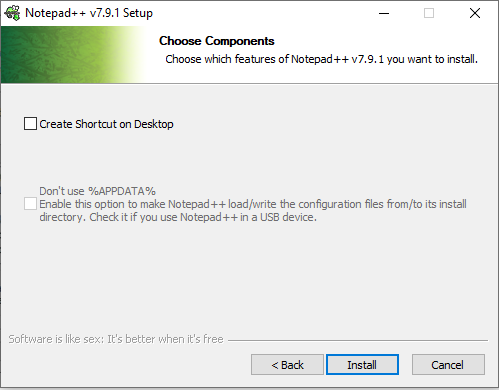 Notepad++ v7.9.1 Setup
Choose Components
Choose which features of Notepad++ v7.9.1 you want to install.
Create Shortcut on Desktop
Don't use %APPDATA%
Enable this option to make Notepad++ load/write the configuration files from/to its install
directory. Check it if you use Notepad++ in a USB device.
Software is like sex: It's better when it's free
< Back
Install
Cancel